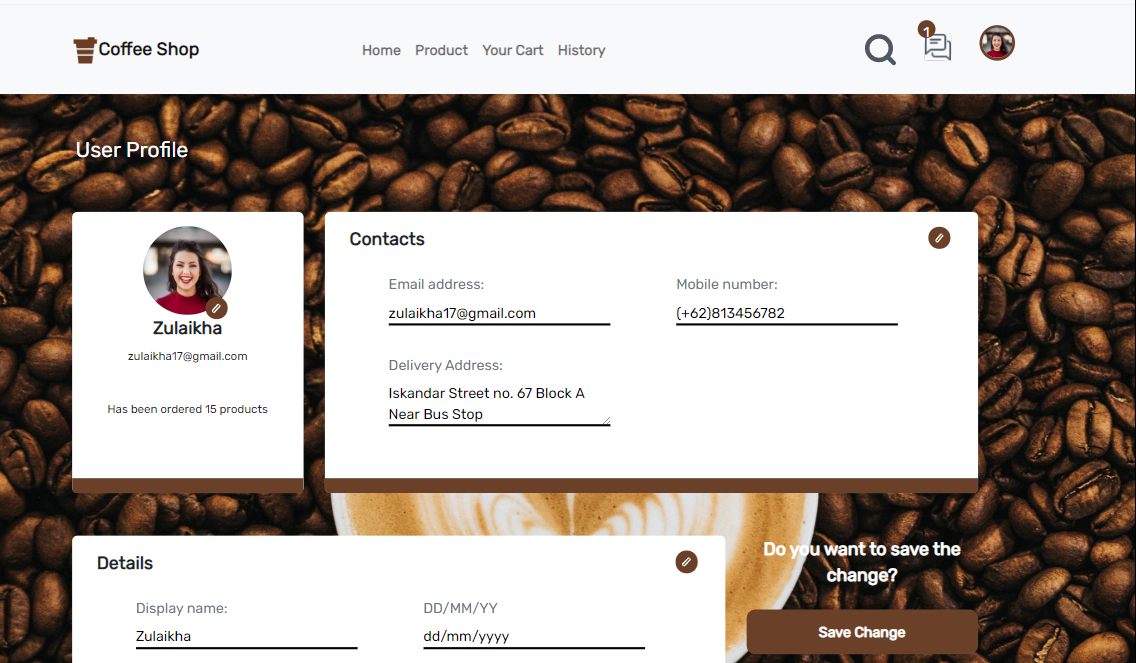 Coffee Shop
Home Product Your Cart History
1
User Profile
Zulaikha
zulaikha17@gmail.com
Has been ordered 15 products
Contacts
Email address:
zulaikha17@gmail.com
Mobile number:
(+62)813456782
Delivery Address:
Iskandar Street no. 67 Block A
Near Bus Stop
Details
Display name:
Zulaikha
DD/MM/YY
dd/mm/yyyy
Do you want to save the
change?
Save Change